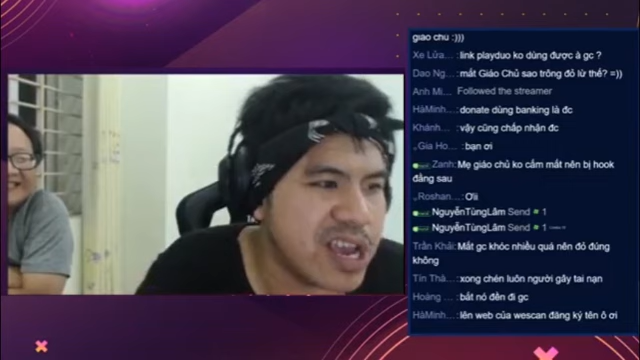 giao chu :)))
Xe Lửa... : link playduo ko dùng được à gc ?
Dao Ng... : mắt Giáo Chủ sao trông đỏ lừ thế? =))
Anh Mi... Followed the streamer
HàMinh... : donate dùng banking là đc
Khánh... : vậy cũng chấp nhận đc
Gia Ho... : bạn ơi
Zanh: Mẹ giáo chủ ko cắm mắt nên bị hook
đằng sau
Roshan... : Ơii
NguyễnTùngLâm Send 1
NguyễnTùngLâm Send 1
Trần Khải: Mắt gc khóc nhiều quá nên đỏ đúng
không
Tín Thà... : xong chén luôn người gây tai nạn
Hoàng ... : bắt nó đền đi gc
HàMinh... : lên web của wescan đăng ký tên ô ơi